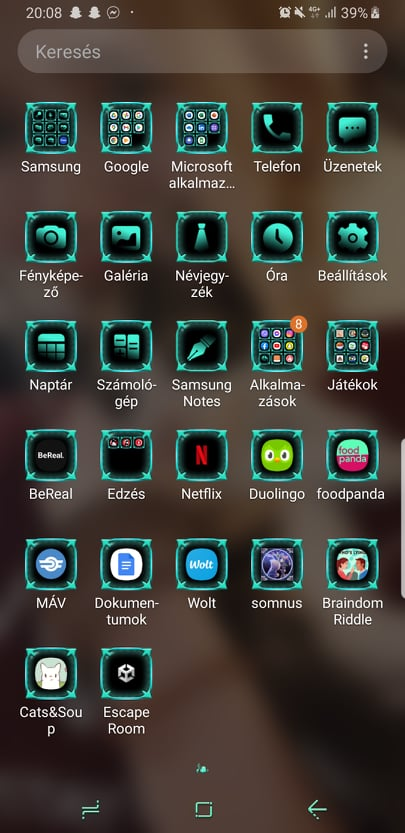 20:08
4G+
39%
Keresés
Samsung
Google
Microsoft
alkalmaz...
Telefon
Üzenetek
Fényképe-
ző
Galéria
Névjegy-
zék
Óra
Beállítások
Naptár
Számoló-
gép
Samsung
Notes
8
Alkalma-
zások
Játékok
BeReal.
BeReal
Edzés
N
Netflix
Duolingo
food
panda
foodpanda
MÁV
Dokumen-
tumok
Wolt
Wolt
somnus
Braindom
Riddle
Cats&Sou
p
Escape
Room